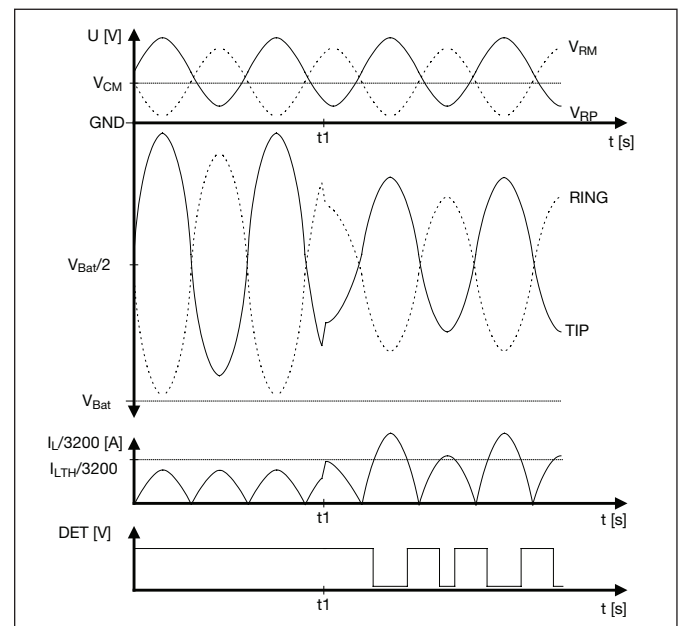 U [V]
V_RM
V_CM
V_RP
GND
t1
t [s]
RING
V_Bat/2
TIP
V_Bat
I_L/3200 [A]
I_LTH/3200
t1
t [s]
DET [V]
t1
t [s]